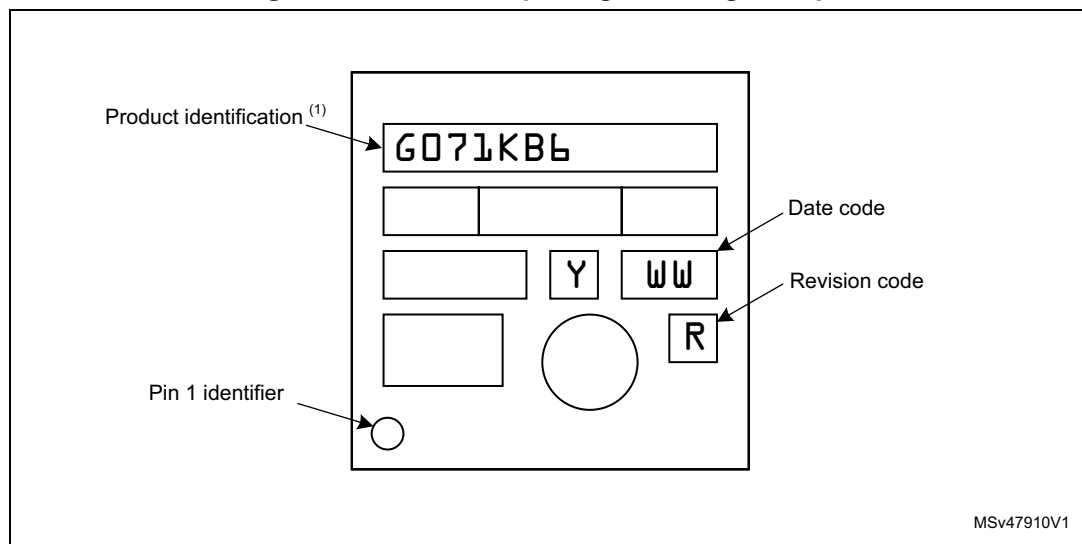 Product identification (1)
G071KB6
Date code
Y WW
Revision code
R
Pin 1 identifier
MSv47910V1